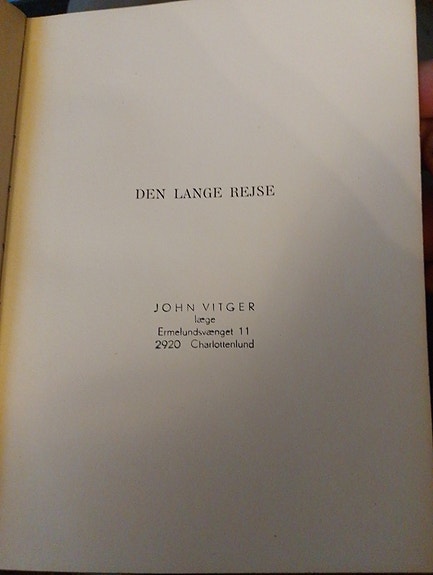 DEN LANGE REJSE
JOHN VITGER
læge
Ermelundsvænget 11
2920 Charlottenlund